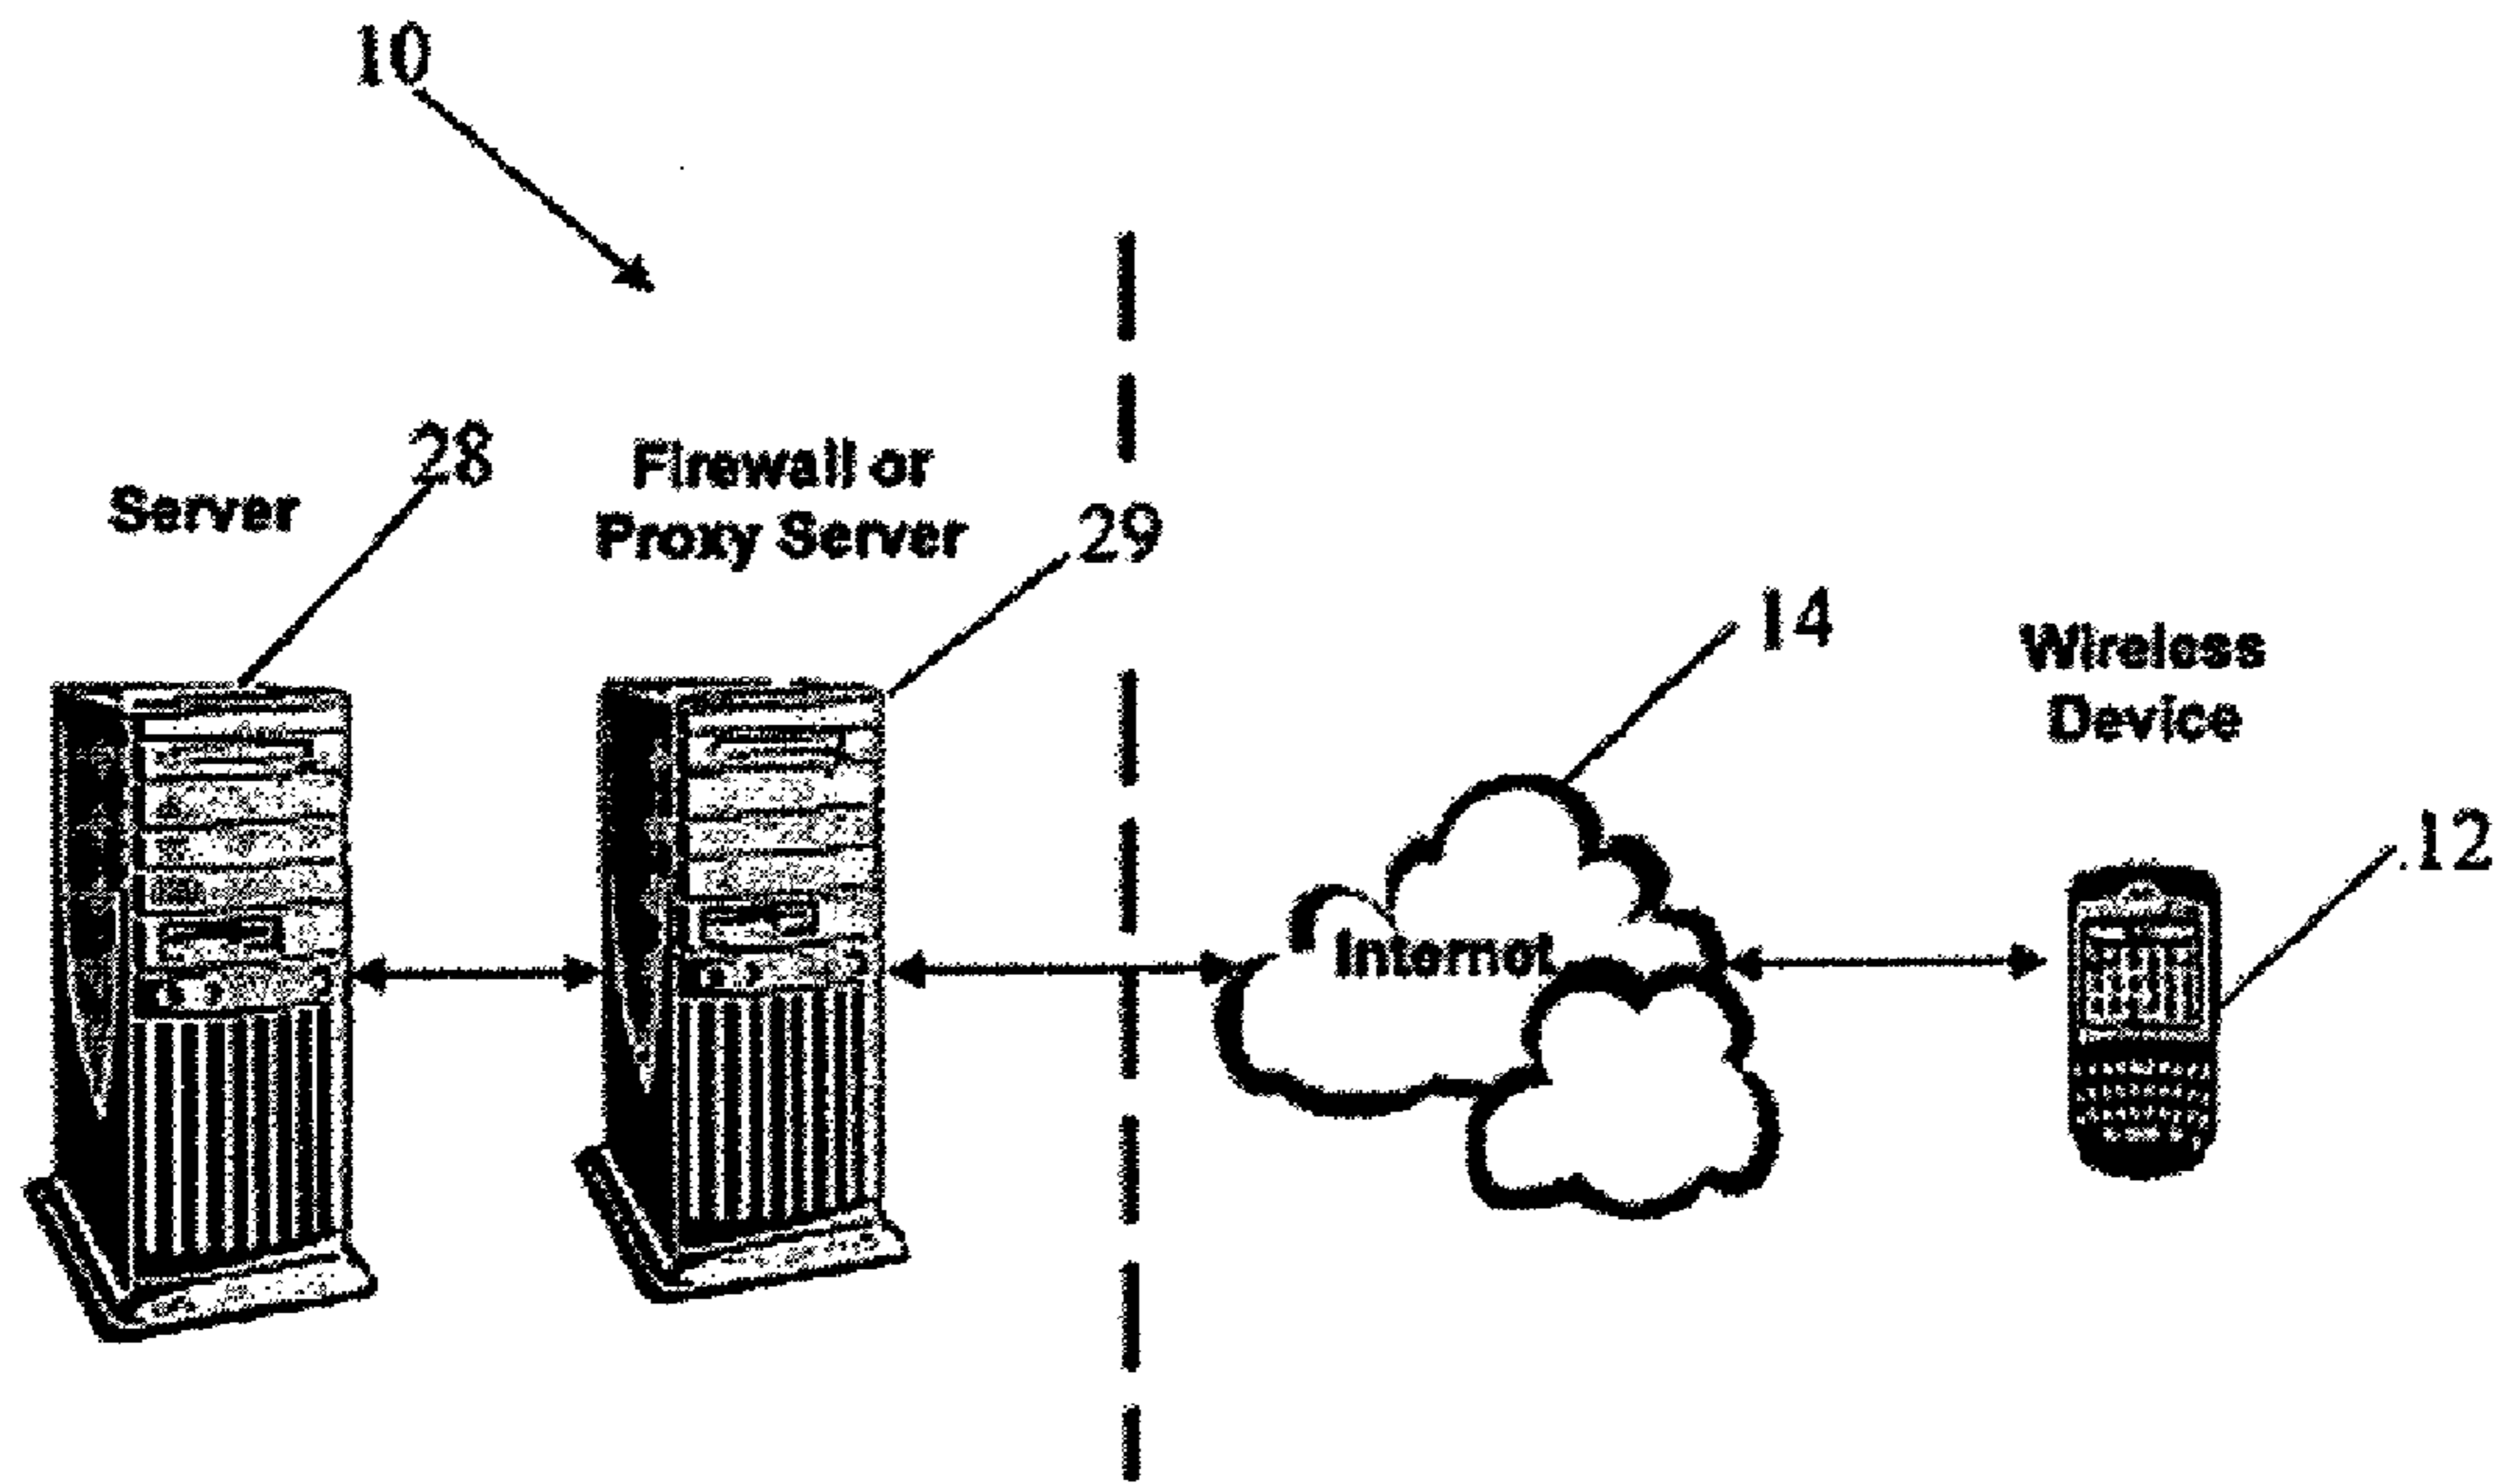 10
28
Server
Firewall or
Proxy Server
29
14
Wireless
Device
Internet
12